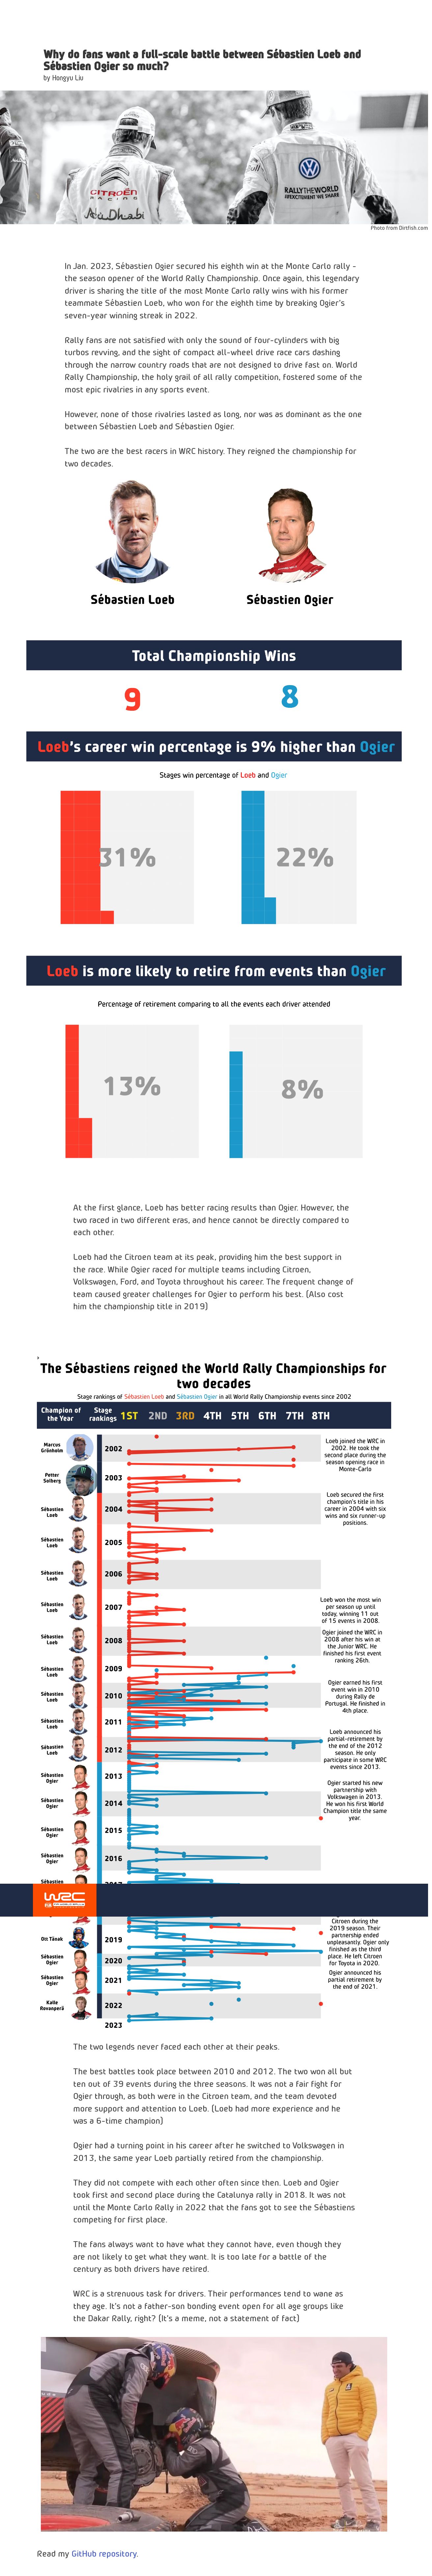 Why do fans want a full-scale battle between Sébastien Loeb and
Sébastien Ogier so much?
by Hongyu Liu
CITROËN
RACING
Abu Dhabi
RALLYTHEWORLD
#EXCITEMENT WE SHARE
Photo from Dirtfish.com
In Jan. 2023, Sébastien Ogier secured his eighth win at the Monte Carlo rally -
the season opener of the World Rally Championship. Once again, this legendary
driver is sharing the title of the most Monte Carlo rally wins with his former
teammate Sébastien Loeb, who won for the eighth time by breaking Ogier's
seven-year winning streak in 2022.
Rally fans are not satisfied with only the sound of four-cylinders with big
turbos revving, and the sight of compact all-wheel drive race cars dashing
through the narrow country roads that are not designed to drive fast on. World
Rally Championship, the holy grail of all rally competition, fostered some of the
most epic rivalries in any sports event.
However, none of those rivalries lasted as long, nor was as dominant as the one
between Sébastien Loeb and Sébastien Ogier.
The two are the best racers in WRC history. They reigned the championship for
two decades.
Sébastien Loeb
Sébastien Ogier
Total Championship Wins
9
8
Loeb's career win percentage is 9% higher than Ogier
Stages win percentage of Loeb and Ogier
31%
22%
Loeb is more likely to retire from events than Ogier
Percentage of retirement comparing to all the events each driver attended
13%
8%
At the first glance, Loeb has better racing results than Ogier. However, the
two raced in two different eras, and hence cannot be directly compared to
each other.
Loeb had the Citroen team at its peak, providing him the best support in
the race. While Ogier raced for multiple teams including Citroen,
Volkswagen, Ford, and Toyota throughout his career. The frequent change of
team caused greater challenges for Ogier to perform his best. (Also cost
him the championship title in 2019)
The Sébastiens reigned the World Rally Championships for
two decades
Stage rankings of Sébastien Loeb and Sébastien Ogier in all World Rally Championship events since 2002
Champion of
the Year
Stage
rankings
1ST 2ND 3RD 4TH 5TH 6TH 7TH 8TH
Marcus
Grönholm
2002
Loeb joined the WRC in
2002. He took the
second place during the
season opening race in
Monte-Carlo
Petter
Solberg
2003
Sébastien
Loeb
2004
Loeb secured the first
champion's title in his
career in 2004 with six
wins and six runner-up
positions.
Sébastien
Loeb
2005
Sébastien
Loeb
2006
Sébastien
Loeb
2007
Loeb won the most win
per season up until
today, winning 11 out
of 15 events in 2008.
Sébastien
Loeb
2008
Ogier joined the WRC in
2008 after his win at
the Junior WRC. He
finished his first event
ranking 26th.
Sébastien
Loeb
2009
Sébastien
Loeb
2010
Ogier earned his first
event win in 2010
during Rally de
Portugal. He finished in
4th place.
Sébastien
Loeb
2011
Sébastien
Loeb
2012
Loeb announced his
partial-retirement by
the end of the 2012
season. He only
participate in some WRC
events since 2013.
Sébastien
Ogier
2013
Sébastien
Ogier
2014
Ogier started his new
partnership with
Volkswagen in 2013.
He won his first World
Champion title the same
year.
Sébastien
Ogier
2015
Sébastien
Ogier
2016
Sébastien
2017
WRC
FIA WORLD RALLY
Citroen during the
2019 season. Their
partnership ended
unpleasantly. Ogier only
finished as the third
place. He left Citroen
for Toyota in 2020.
Ott Tänak
2019
Sébastien
Ogier
2020
Sébastien
Ogier
2021
Ogier announced his
partial retirement by
the end of 2021.
Kalle
Rovanperä
2022
2023
The two legends never faced each other at their peaks.
The best battles took place between 2010 and 2012. The two won all but
ten out of 39 events during the three seasons. It was not a fair fight for
Ogier through, as both were in the Citroen team, and the team devoted
more support and attention to Loeb. (Loeb had more experience and he
was a 6-time champion)
Ogier had a turning point in his career after he switched to Volkswagen in
2013, the same year Loeb partially retired from the championship.
They did not compete with each other often since then. Loeb and Ogier
took first and second place during the Catalunya rally in 2018. It was not
until the Monte Carlo Rally in 2022 that the fans got to see the Sébastiens
competing for first place.
The fans always want to have what they cannot have, even though they
are not likely to get what they want. It is too late for a battle of the
century as both drivers have retired.
WRC is a strenuous task for drivers. Their performances tend to wane as
they age. It's not a father-son bonding event open for all age groups like
the Dakar Rally, right? (It's a meme, not a statement of fact)
Read my GitHub repository.